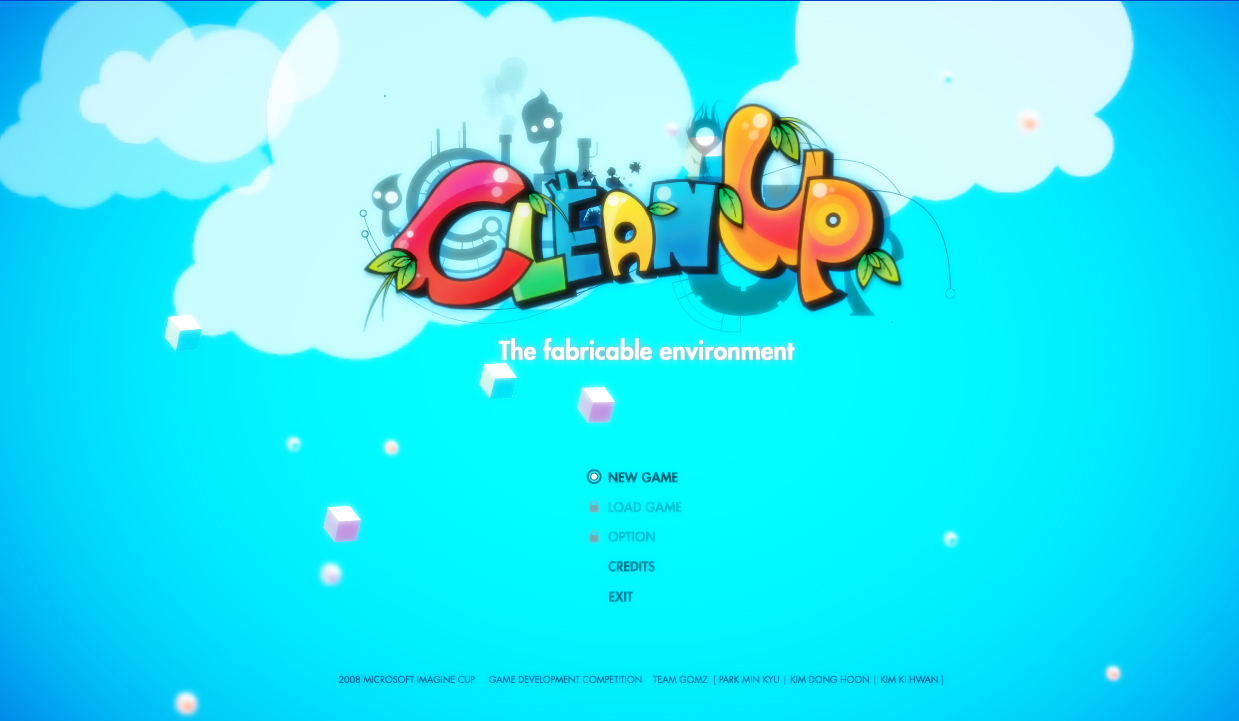 CLEAN UP
The fabricable environment
NEW GAME
LOAD GAME
OPTION
CREDITS
EXIT
2008 MICROSOFT IMAGINE CUP GAME DEVELOPMENT COMPETITION TEAM GOMZ [ PARK MIN KYU | KIM DONG HOON | KIM KI HWAN ]